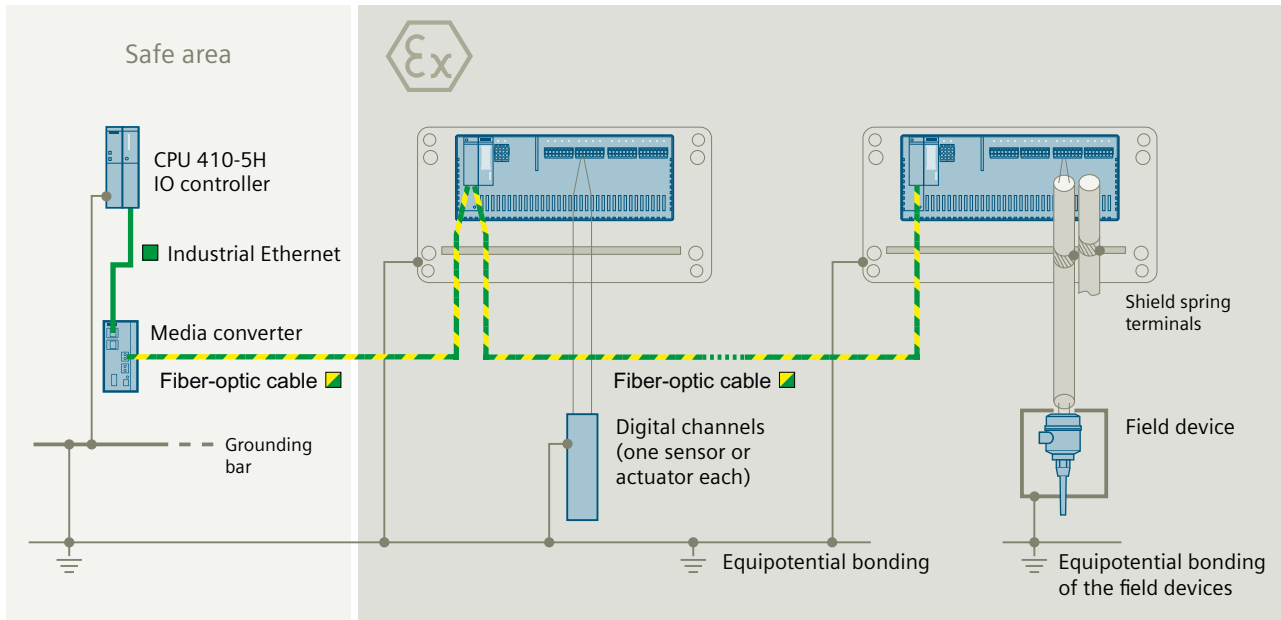 Safe area
Ex
CPU 410-5H
IO controller
Industrial Ethernet
Media converter
Fiber-optic cable
Grounding
bar
Fiber-optic cable
Digital channels
(one sensor or
actuator each)
Shield spring
terminals
Field device
Equipotential bonding
Equipotential bonding
of the field devices